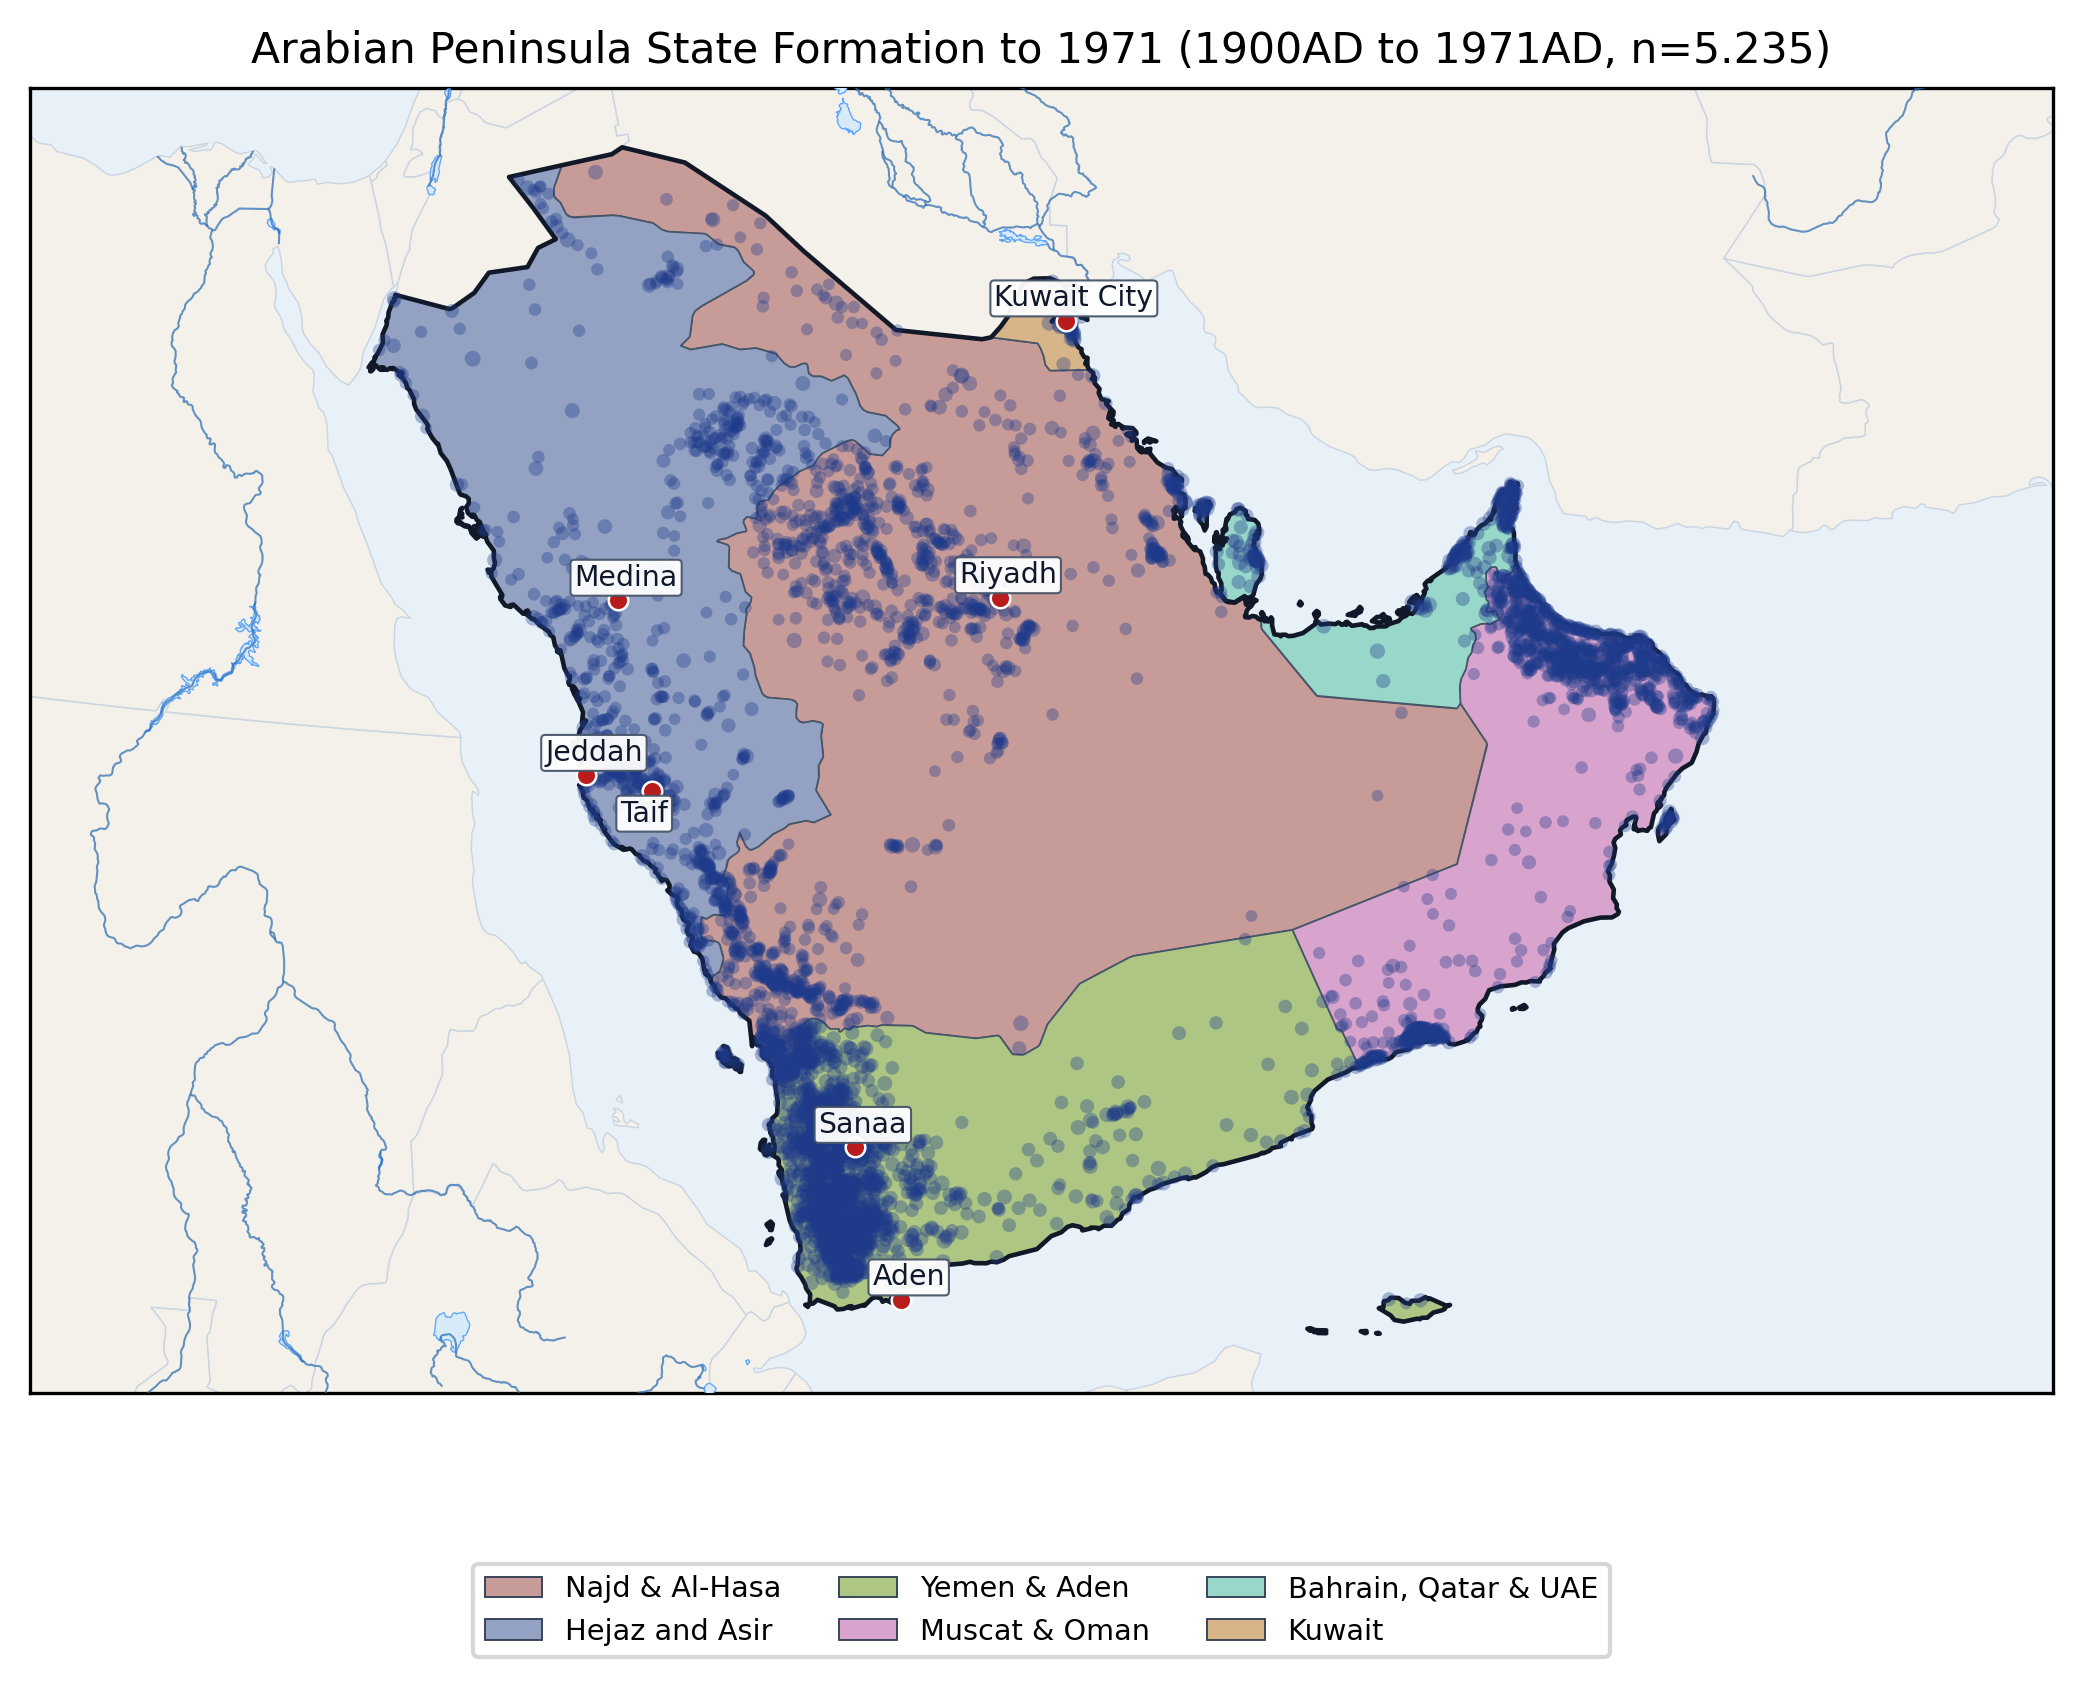 Arabian Peninsula State Formation to 1971 (1900AD to 1971AD, n=5.235)
Kuwait City
Medina
Riyadh
Jeddah
Taif
Sanaa
Aden
Najd & Al-Hasa
Hejaz and Asir
Yemen & Aden
Muscat & Oman
Bahrain, Qatar & UAE
Kuwait